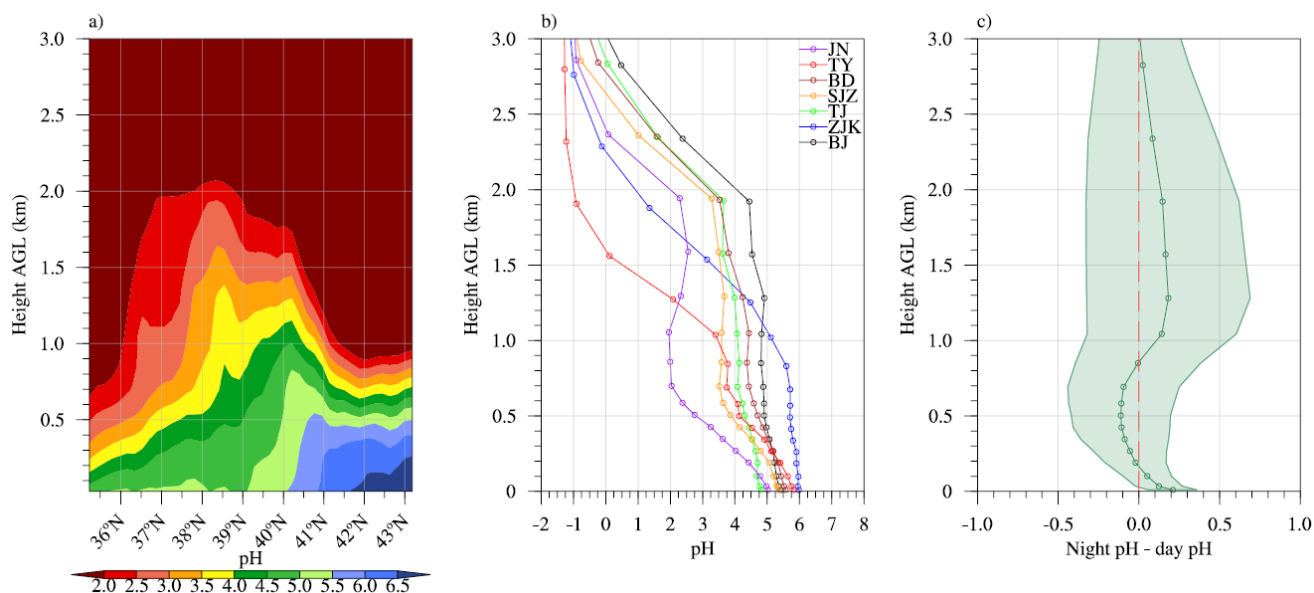 a)
3.0
2.5
2.0
1.5
1.0
0.5
Height AGL (km)
36°N
37°N
38°N
39°N
40°N
41°N
42°N
43°N
pH
2.0 2.5 3.0 3.5 4.0 4.5 5.0 5.5 6.0 6.5
b)
3.0
2.5
2.0
1.5
1.0
0.5
0
Height AGL (km)
JN
TY
BD
SJZ
TJ
ZJK
BJ
-2 -1 0 1 2 3 4 5 6 7 8
pH
c)
3.0
2.5
2.0
1.5
1.0
0.5
0
Height AGL (km)
-1.0 -0.5 0.0 0.5 1.0
Night pH - day pH